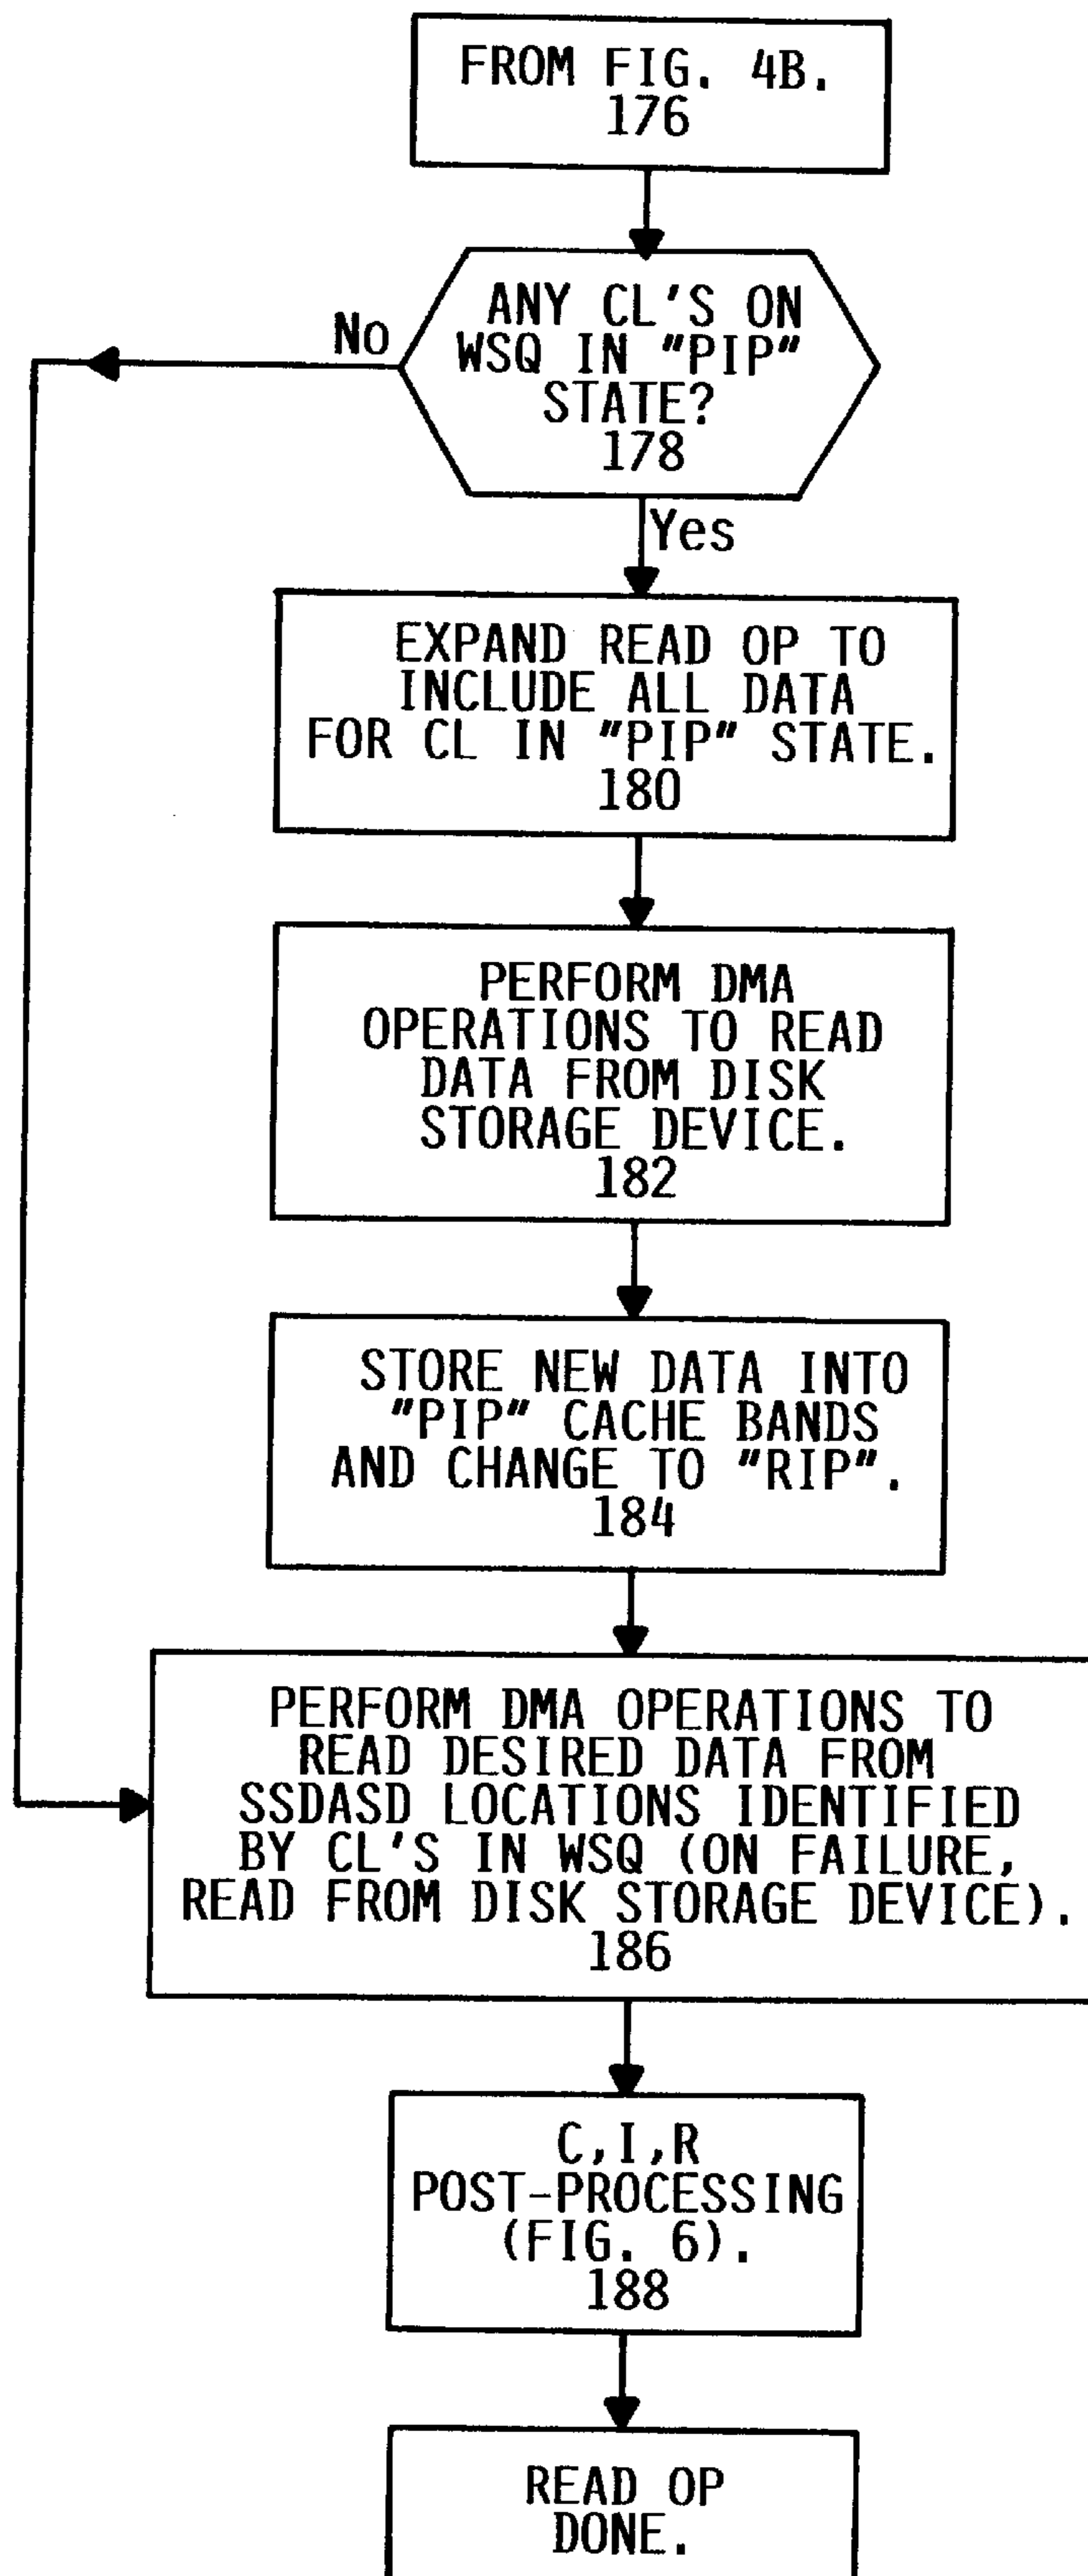 FROM FIG. 4B.
176
ANY CL'S ON
WSQ IN "PIP"
STATE?
178
No
Yes
EXPAND READ OP TO
INCLUDE ALL DATA
FOR CL IN "PIP" STATE.
180
PERFORM DMA
OPERATIONS TO READ
DATA FROM DISK
STORAGE DEVICE.
182
STORE NEW DATA INTO
"PIP" CACHE BANDS
AND CHANGE TO "RIP".
184
PERFORM DMA OPERATIONS TO
READ DESIRED DATA FROM
SSDASD LOCATIONS IDENTIFIED
BY CL'S IN WSQ (ON FAILURE,
READ FROM DISK STORAGE DEVICE).
186
C,I,R
POST-PROCESSING
(FIG. 6).
188
READ OP
DONE.